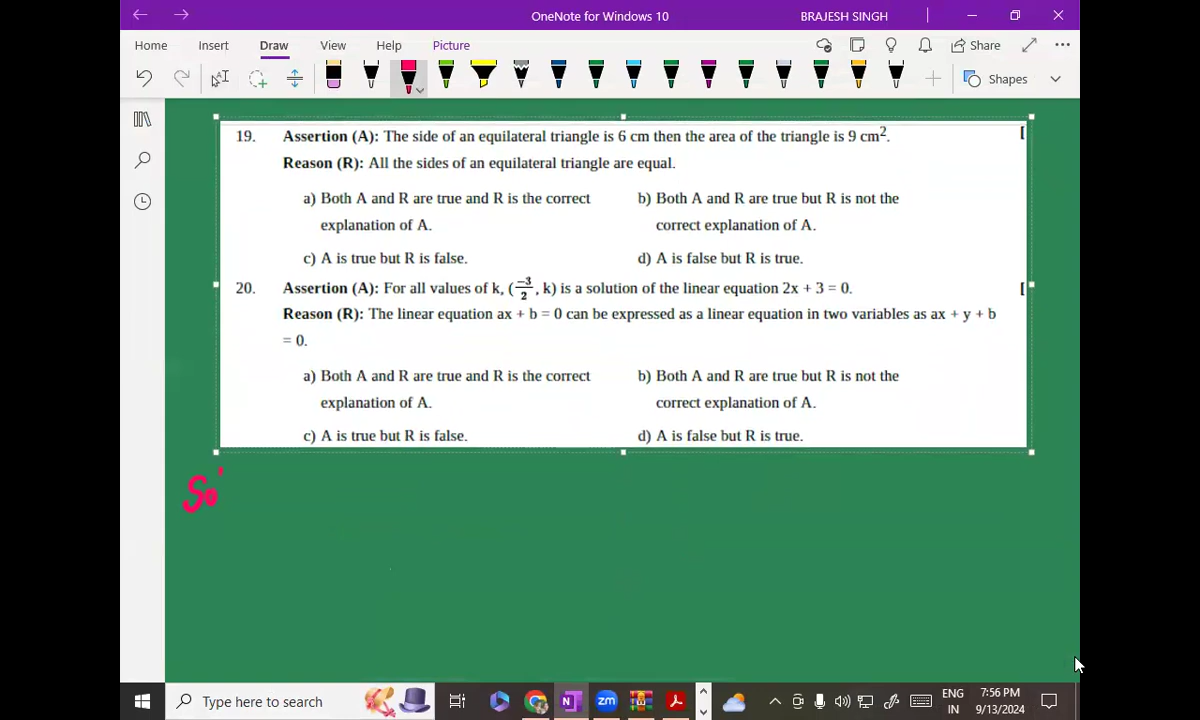 OneNote for Windows 10
BRAJESH SINGH
Home Insert Draw View Help Picture
Share
Shapes
19. Assertion (A): The side of an equilateral triangle is 6 cm then the area of the triangle is 9 cm². [
Reason (R): All the sides of an equilateral triangle are equal.
a) Both A and R are true and R is the correct explanation of A.
b) Both A and R are true but R is not the correct explanation of A.
c) A is true but R is false.
d) A is false but R is true.
20. Assertion (A): For all values of k, (-3/2, k) is a solution of the linear equation 2x + 3 = 0. [
Reason (R): The linear equation ax + b = 0 can be expressed as a linear equation in two variables as ax + y + b
= 0.
a) Both A and R are true and R is the correct explanation of A.
b) Both A and R are true but R is not the correct explanation of A.
c) A is true but R is false.
d) A is false but R is true.
So
Type here to search
ENG
IN
7:56 PM
9/13/2024